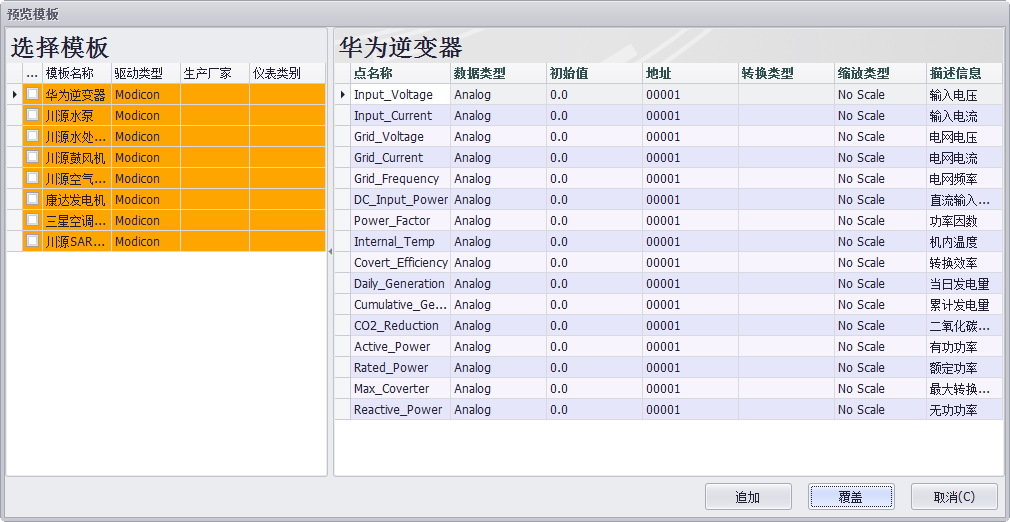 预览模板
选择模板
... 模板名称 驱动类型 生产厂家 仪表类别
华为逆变器 Modicon
川源水泵 Modicon
川源水处... Modicon
川源鼓风机 Modicon
川源空气... Modicon
康达发电机 Modicon
三星空调... Modicon
川源SAR... Modicon
华为逆变器
点名称 数据类型 初始值 地址 转换类型 缩放类型 描述信息
Input_Voltage Analog 0.0 00001 No Scale 输入电压
Input_Current Analog 0.0 00001 No Scale 输入电流
Grid_Voltage Analog 0.0 00001 No Scale 电网电压
Grid_Current Analog 0.0 00001 No Scale 电网电流
Grid_Frequency Analog 0.0 00001 No Scale 电网频率
DC_Input_Power Analog 0.0 00001 No Scale 直流输入...
Power_Factor Analog 0.0 00001 No Scale 功率因数
Internal_Temp Analog 0.0 00001 No Scale 机内温度
Covert_Efficiency Analog 0.0 00001 No Scale 转换效率
Daily_Generation Analog 0.0 00001 No Scale 当日发电量
Cumulative_Ge... Analog 0.0 00001 No Scale 累计发电量
CO2_Reduction Analog 0.0 00001 No Scale 二氧化碳...
Active_Power Analog 0.0 00001 No Scale 有功功率
Rated_Power Analog 0.0 00001 No Scale 额定功率
Max_Coverter Analog 0.0 00001 No Scale 最大转换...
Reactive_Power Analog 0.0 00001 No Scale 无功功率
追加 覆盖 取消(C)